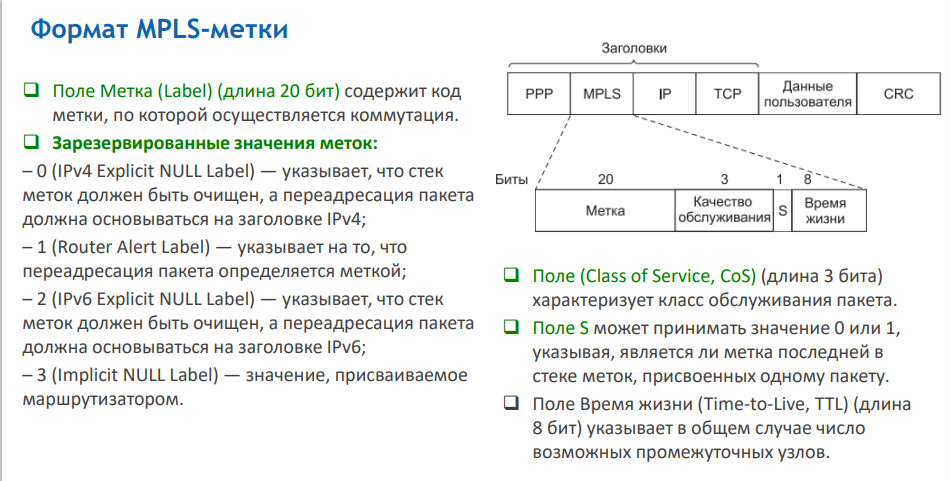 Формат MPLS-метки
Поле Метка (Label) (длина 20 бит) содержит код
метки, по которой осуществляется коммутация.
Зарезервированные значения меток:
– 0 (IPv4 Explicit NULL Label) — указывает, что стек
меток должен быть очищен, а переадресация пакета
должна основываться на заголовке IPv4;
– 1 (Router Alert Label) — указывает на то, что
переадресация пакета определяется меткой;
– 2 (IPv6 Explicit NULL Label) — указывает, что стек
меток должен быть очищен, а переадресация пакета
должна основываться на заголовке IPv6;
– 3 (Implicit NULL Label) — значение, присваиваемое
маршрутизатором.
Заголовки
PPP MPLS IP TCP Данные
пользователя CRC
Биты 20 3 1 8
Метка Качество
обслуживания S Время
жизни
Поле (Class of Service, CoS) (длина 3 бита)
характеризует класс обслуживания пакета.
Поле S может принимать значение 0 или 1,
указывая, является ли метка последней в
стеке меток, присвоенных одному пакету.
Поле Время жизни (Time-to-Live, TTL) (длина
8 бит) указывает в общем случае число
возможных промежуточных узлов.